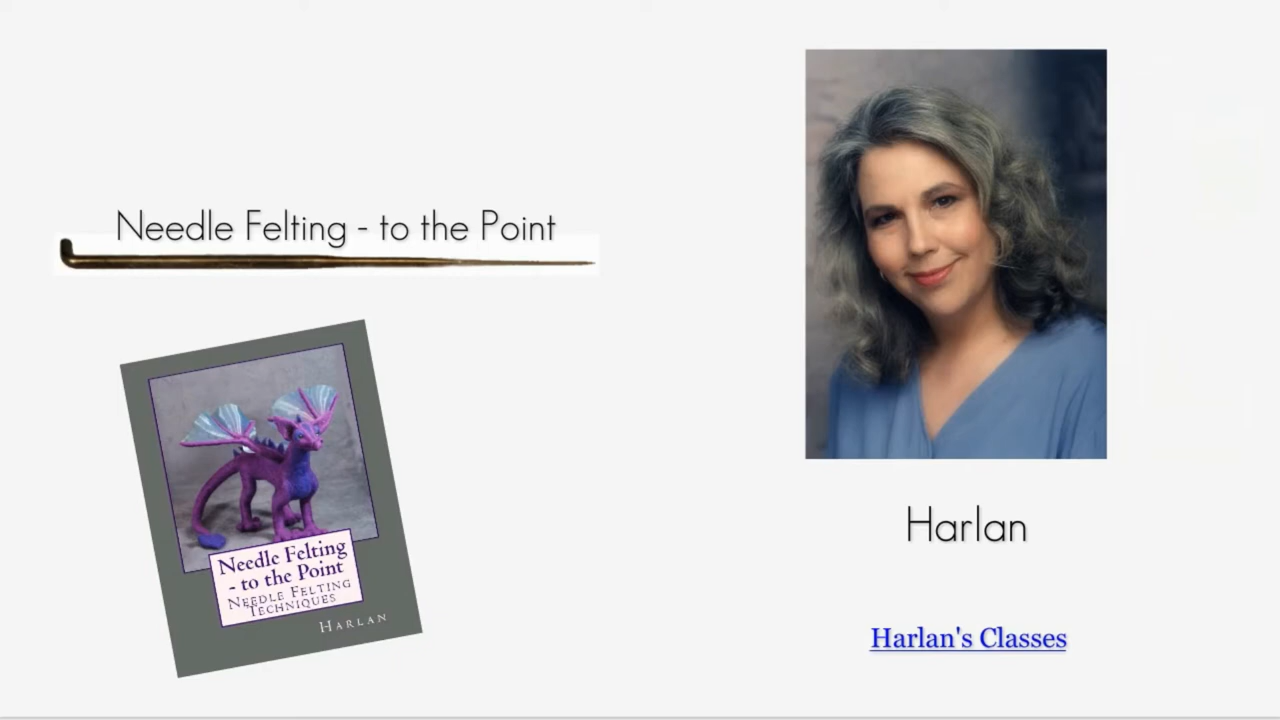 Needle Felting - to the Point
Needle Felting
- to the Point
Needle Felting
Techniques
Harlan
Harlan
Harlan's Classes